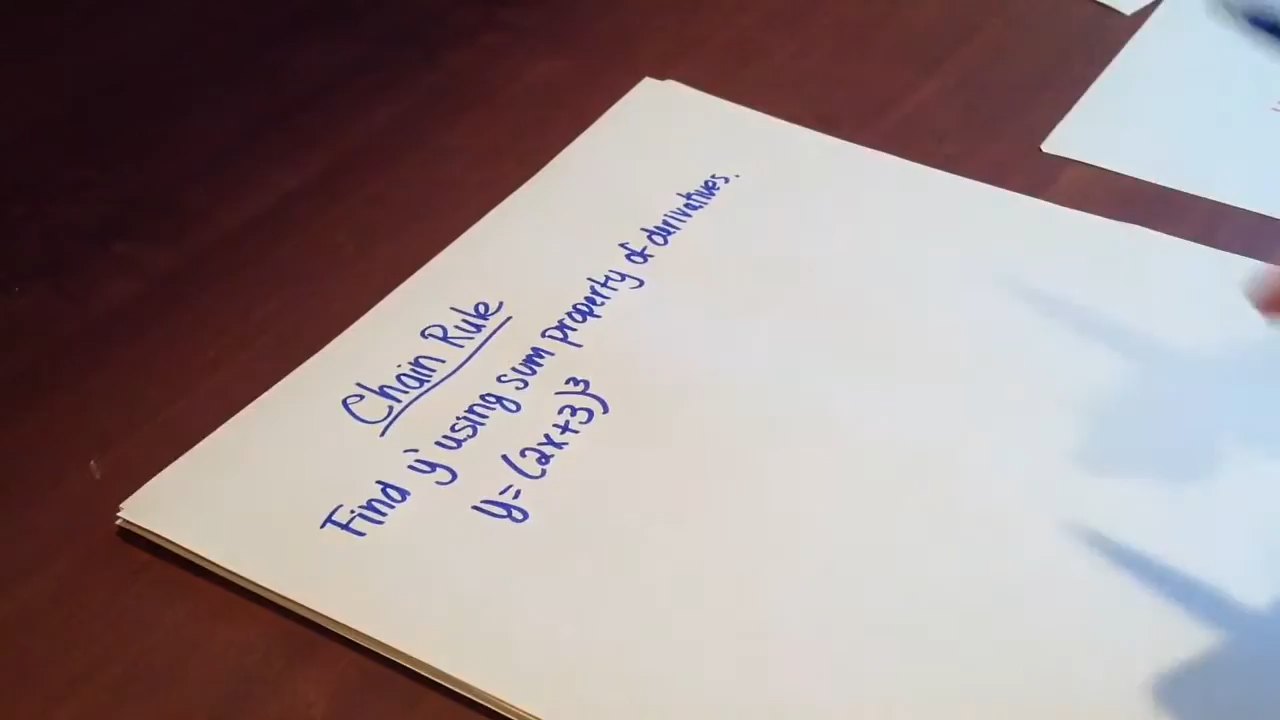 Chain Rule
Find y' using sum property of derivatives.
y = (2x+3)³